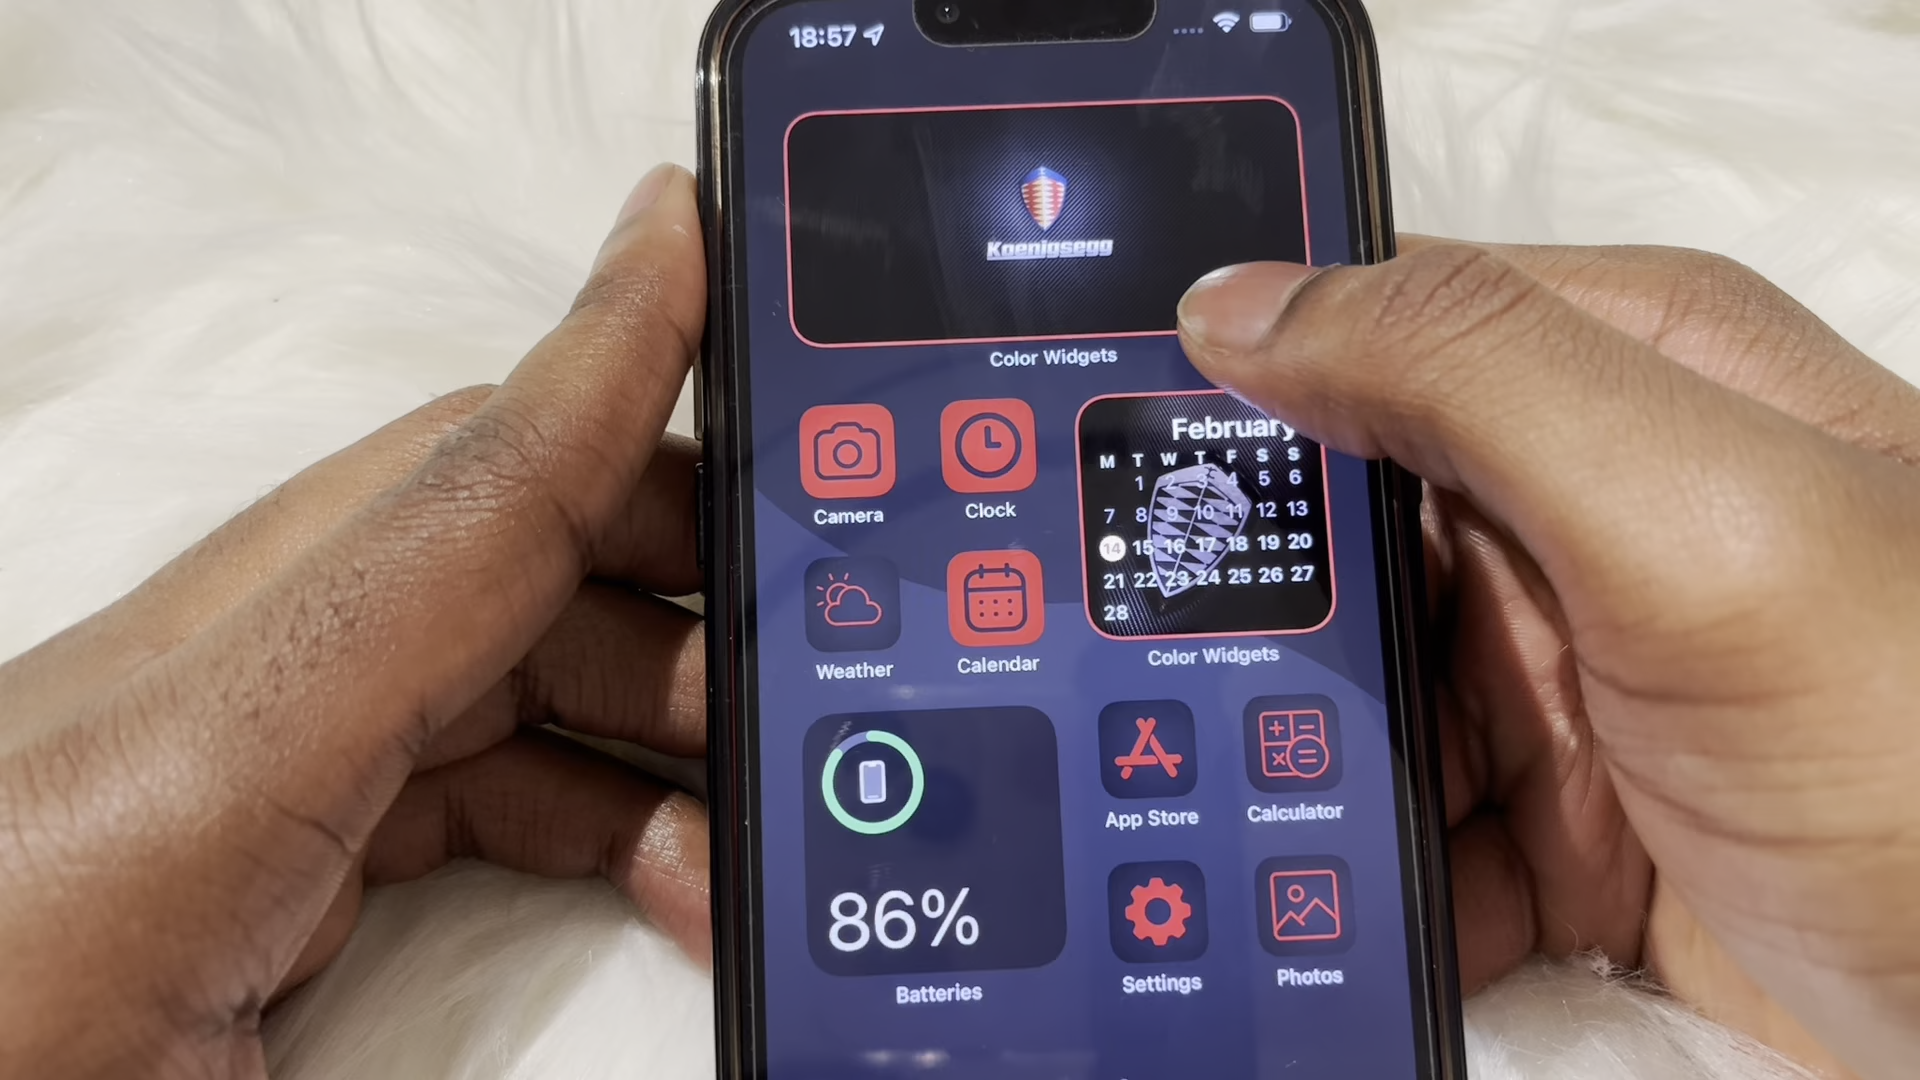 18:57
Koenigsegg
Color Widgets
Camera
Clock
February
M T W T F S S
1 2 3 4 5 6
7 8 9 10 11 12 13
14 15 16 17 18 19 20
21 22 23 24 25 26 27
28
Weather
Calendar
Color Widgets
86%
Batteries
App Store
Calculator
Settings
Photos